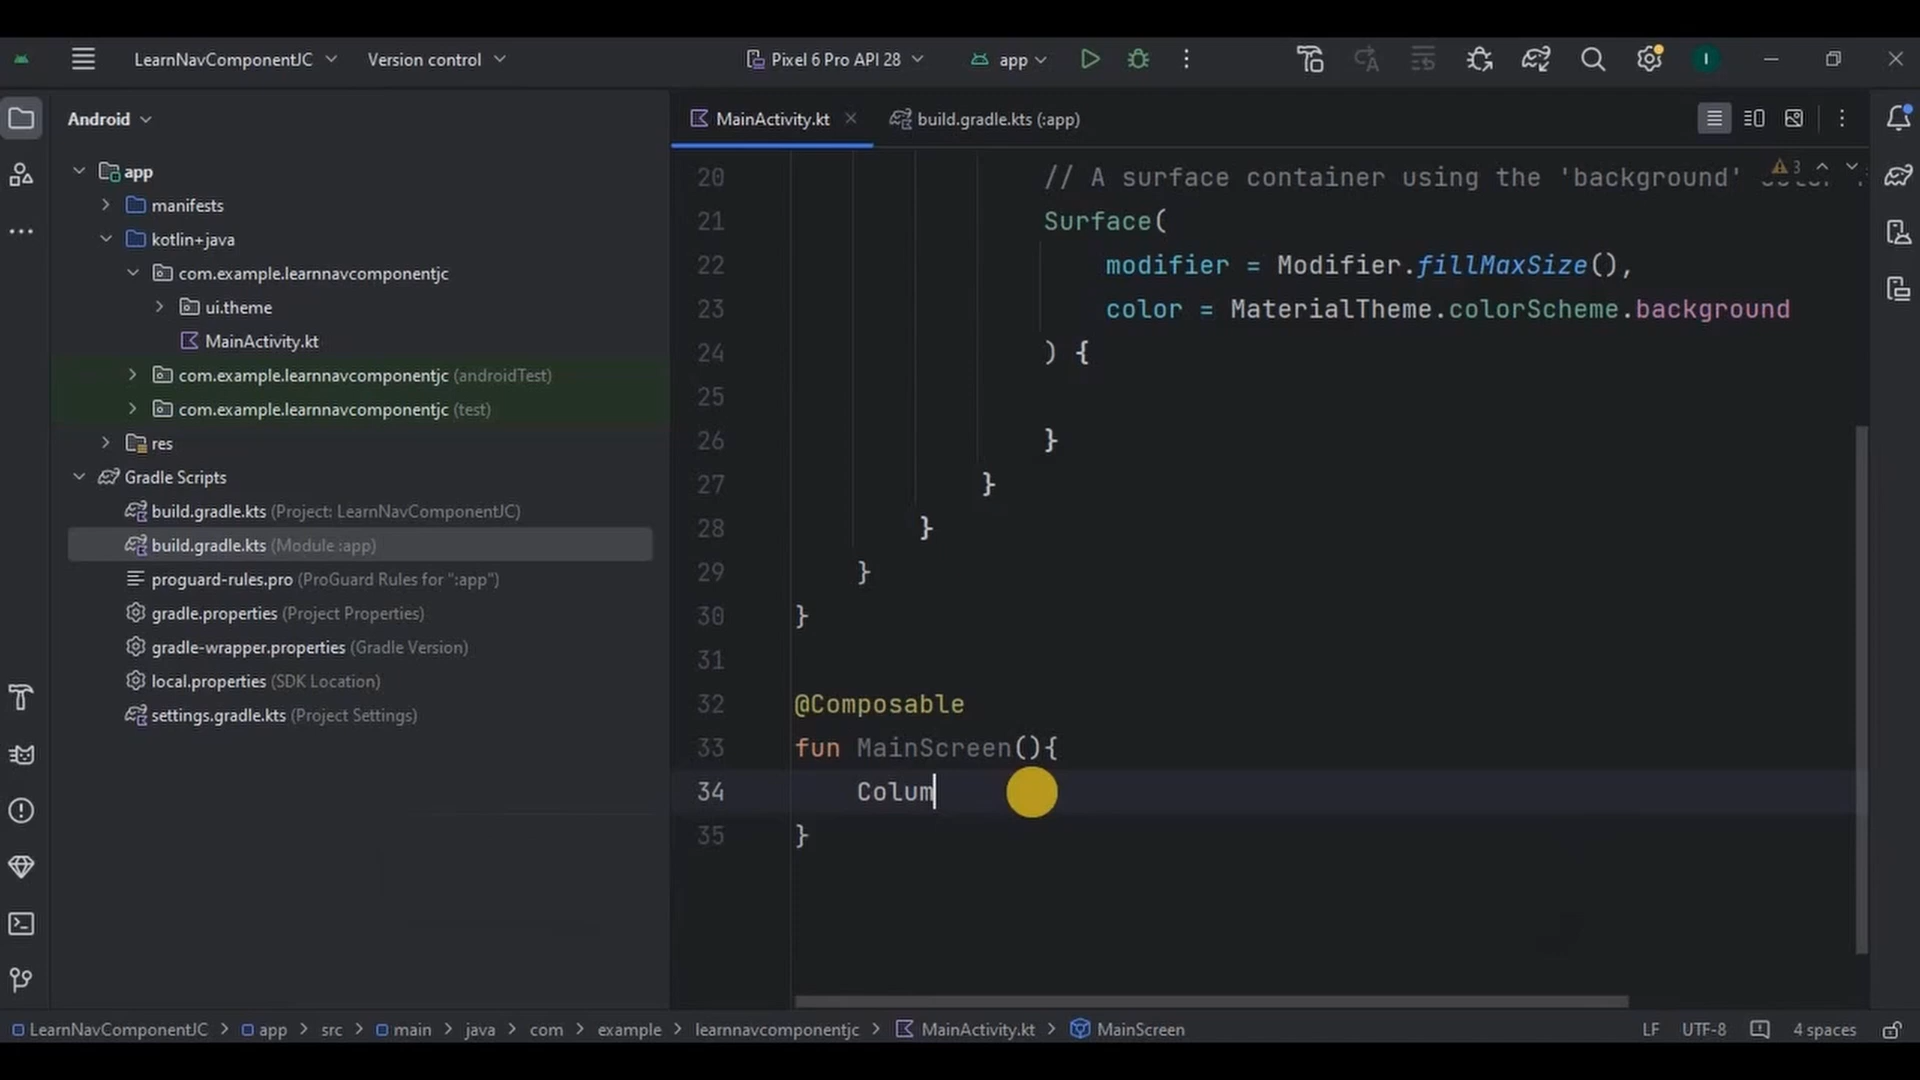 LearnNavComponentJC Version control Pixel 6 Pro API 28 app I
Android
MainActivity.kt build.gradle.kts (:app)
app
manifests
kotlin+java
com.example.learnnavcomponentjc
ui.theme
MainActivity.kt
com.example.learnnavcomponentjc (androidTest)
com.example.learnnavcomponentjc (test)
res
Gradle Scripts
build.gradle.kts (Project: LearnNavComponentJC)
build.gradle.kts (Module :app)
proguard-rules.pro (ProGuard Rules for ":app")
gradle.properties (Project Properties)
gradle-wrapper.properties (Gradle Version)
local.properties (SDK Location)
settings.gradle.kts (Project Settings)
20 // A surface container using the 'background' 3
21 Surface(
22 modifier = Modifier.fillMaxSize(),
23 color = MaterialTheme.colorScheme.background
24 ) {
25
26 }
27 }
28 }
29 }
30 }
31
32 @Composable
33 fun MainScreen(){
34 Colum
35 }
LearnNavComponentJC > app > src > main > java > com > example > learnnavcomponentjc > MainActivity.kt > MainScreen LF UTF-8 4 spaces